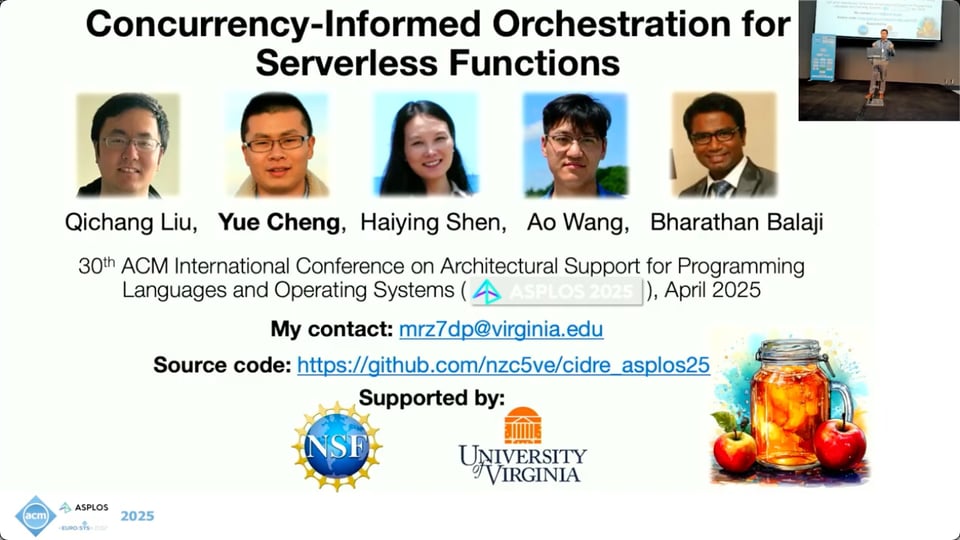 Concurrency-Informed Orchestration for
Serverless Functions
Qichang Liu, Yue Cheng, Haiying Shen, Ao Wang, Bharathan Balaji
30th ACM International Conference on Architectural Support for Programming
Languages and Operating Systems ( ASPLOS 2025 ), April 2025
My contact: mrz7dp@virginia.edu
Source code: https://github.com/nzc5ve/cidre_asplos25
Supported by:
NSF
UNIVERSITY
of VIRGINIA
acm
ASPLOS
EURO SYS
2025